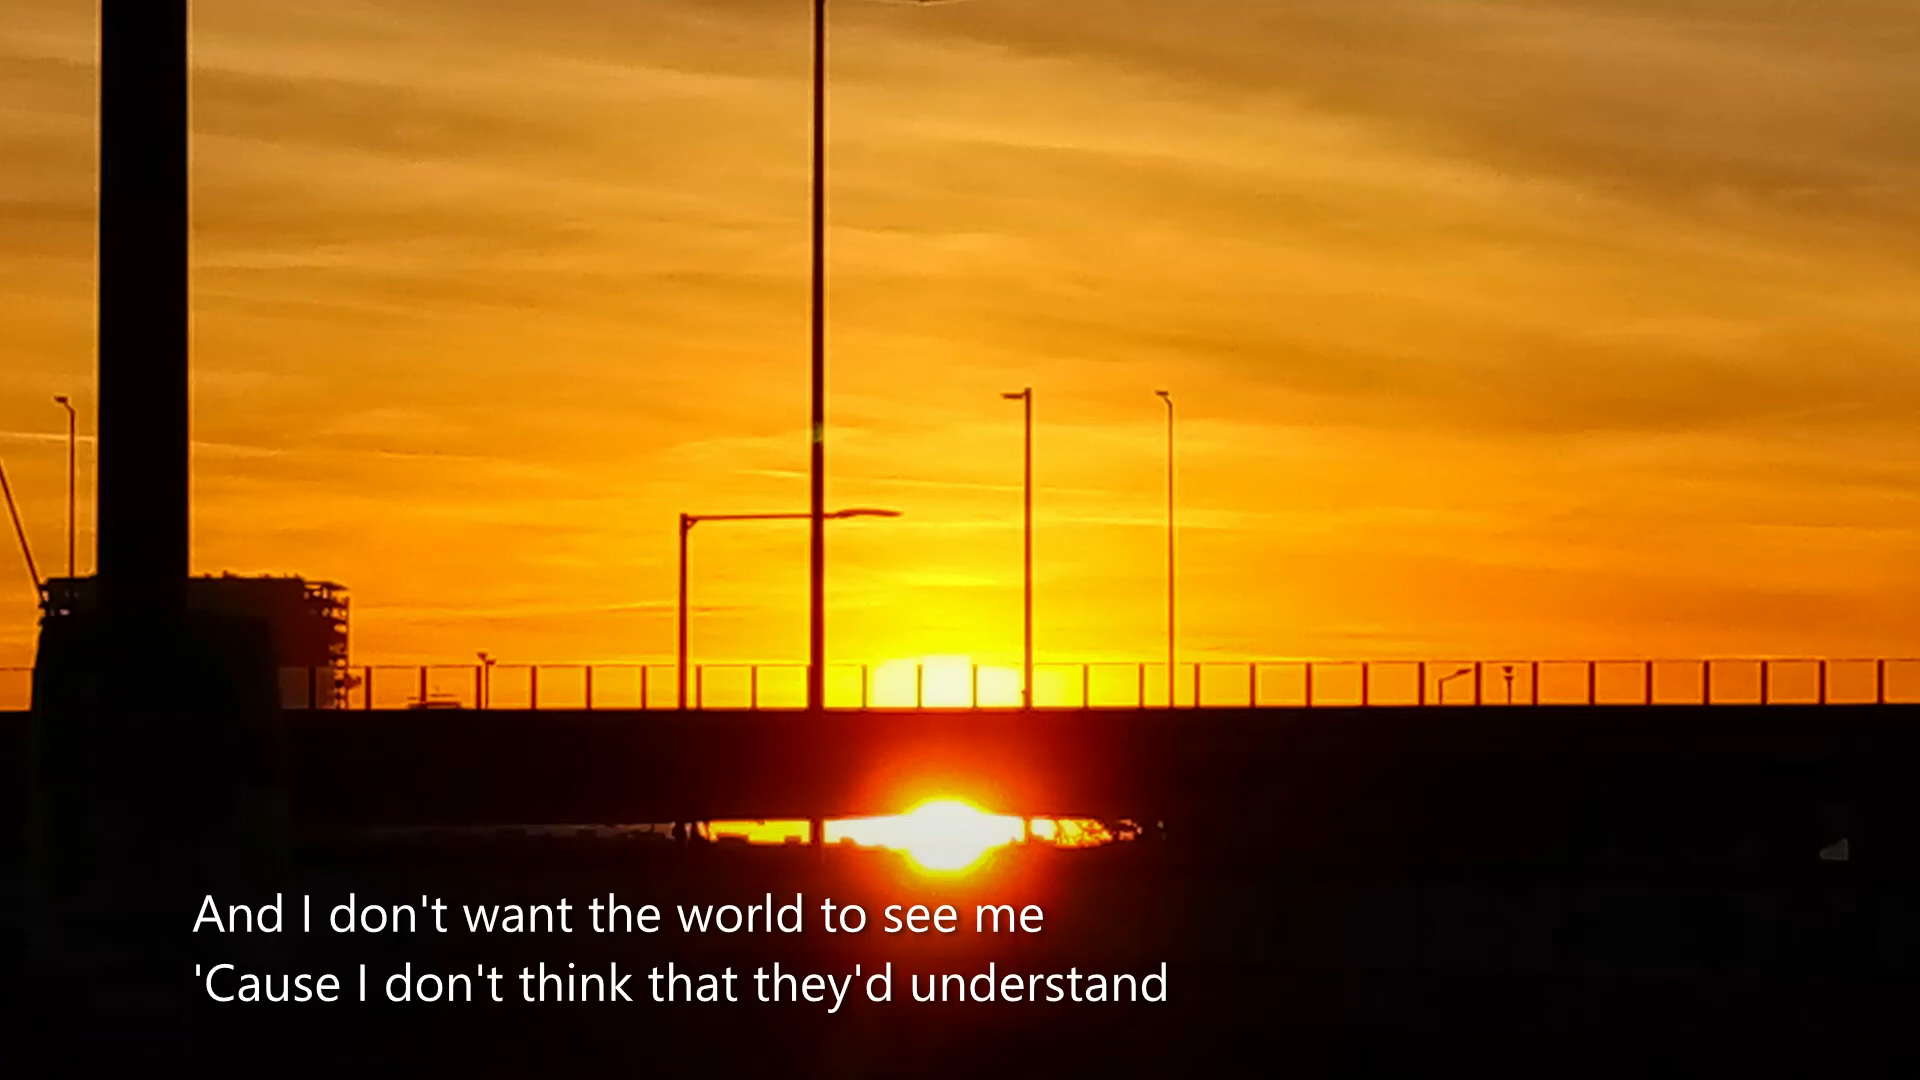 And I don't want the world to see me
'Cause I don't think that they'd understand